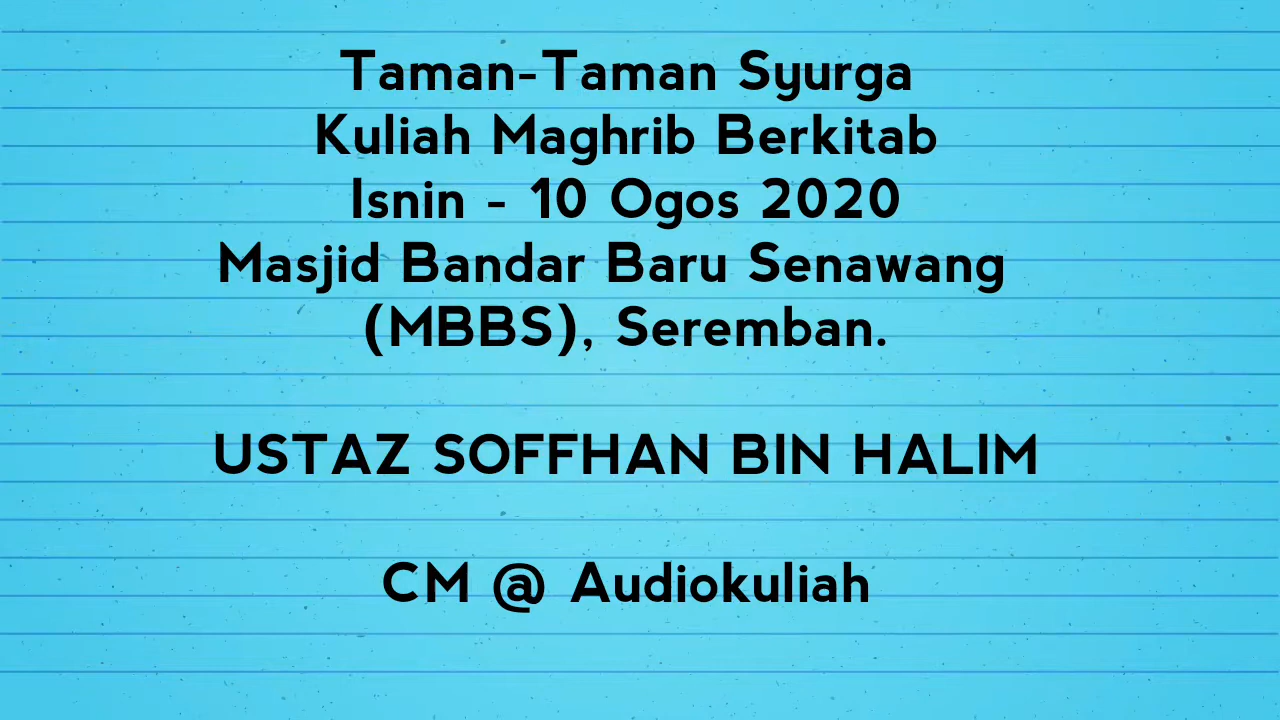 Taman-Taman Syurga
Kuliah Maghrib Berkitab
Isnin - 10 Ogos 2020
Masjid Bandar Baru Senawang
(MBBS), Seremban.
USTAZ SOFFHAN BIN HALIM
CM @ Audiokuliah